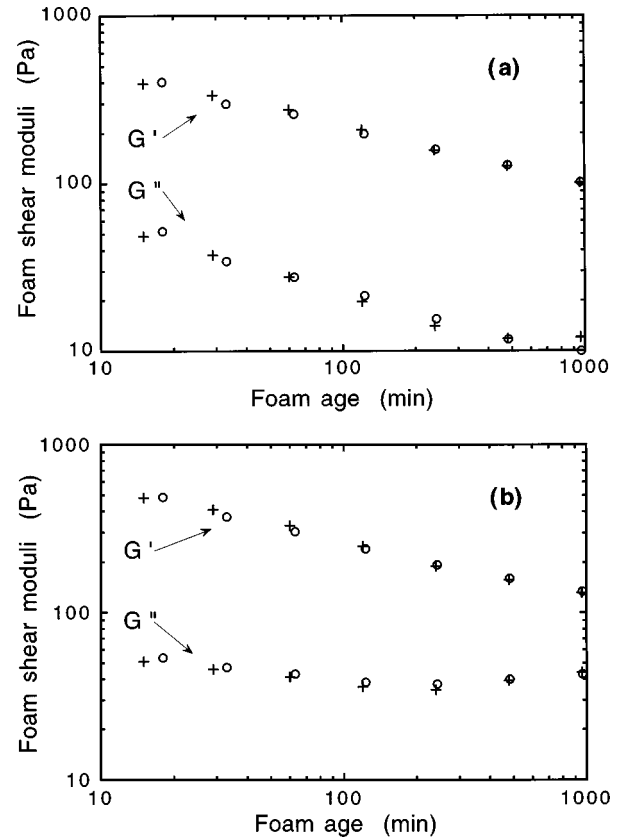 1000
(a)
Foam shear moduli (Pa)
G '
100
G "
10
10 100 1000
Foam age (min)
1000
(b)
Foam shear moduli (Pa)
G '
100
G "
10
10 100 1000
Foam age (min)